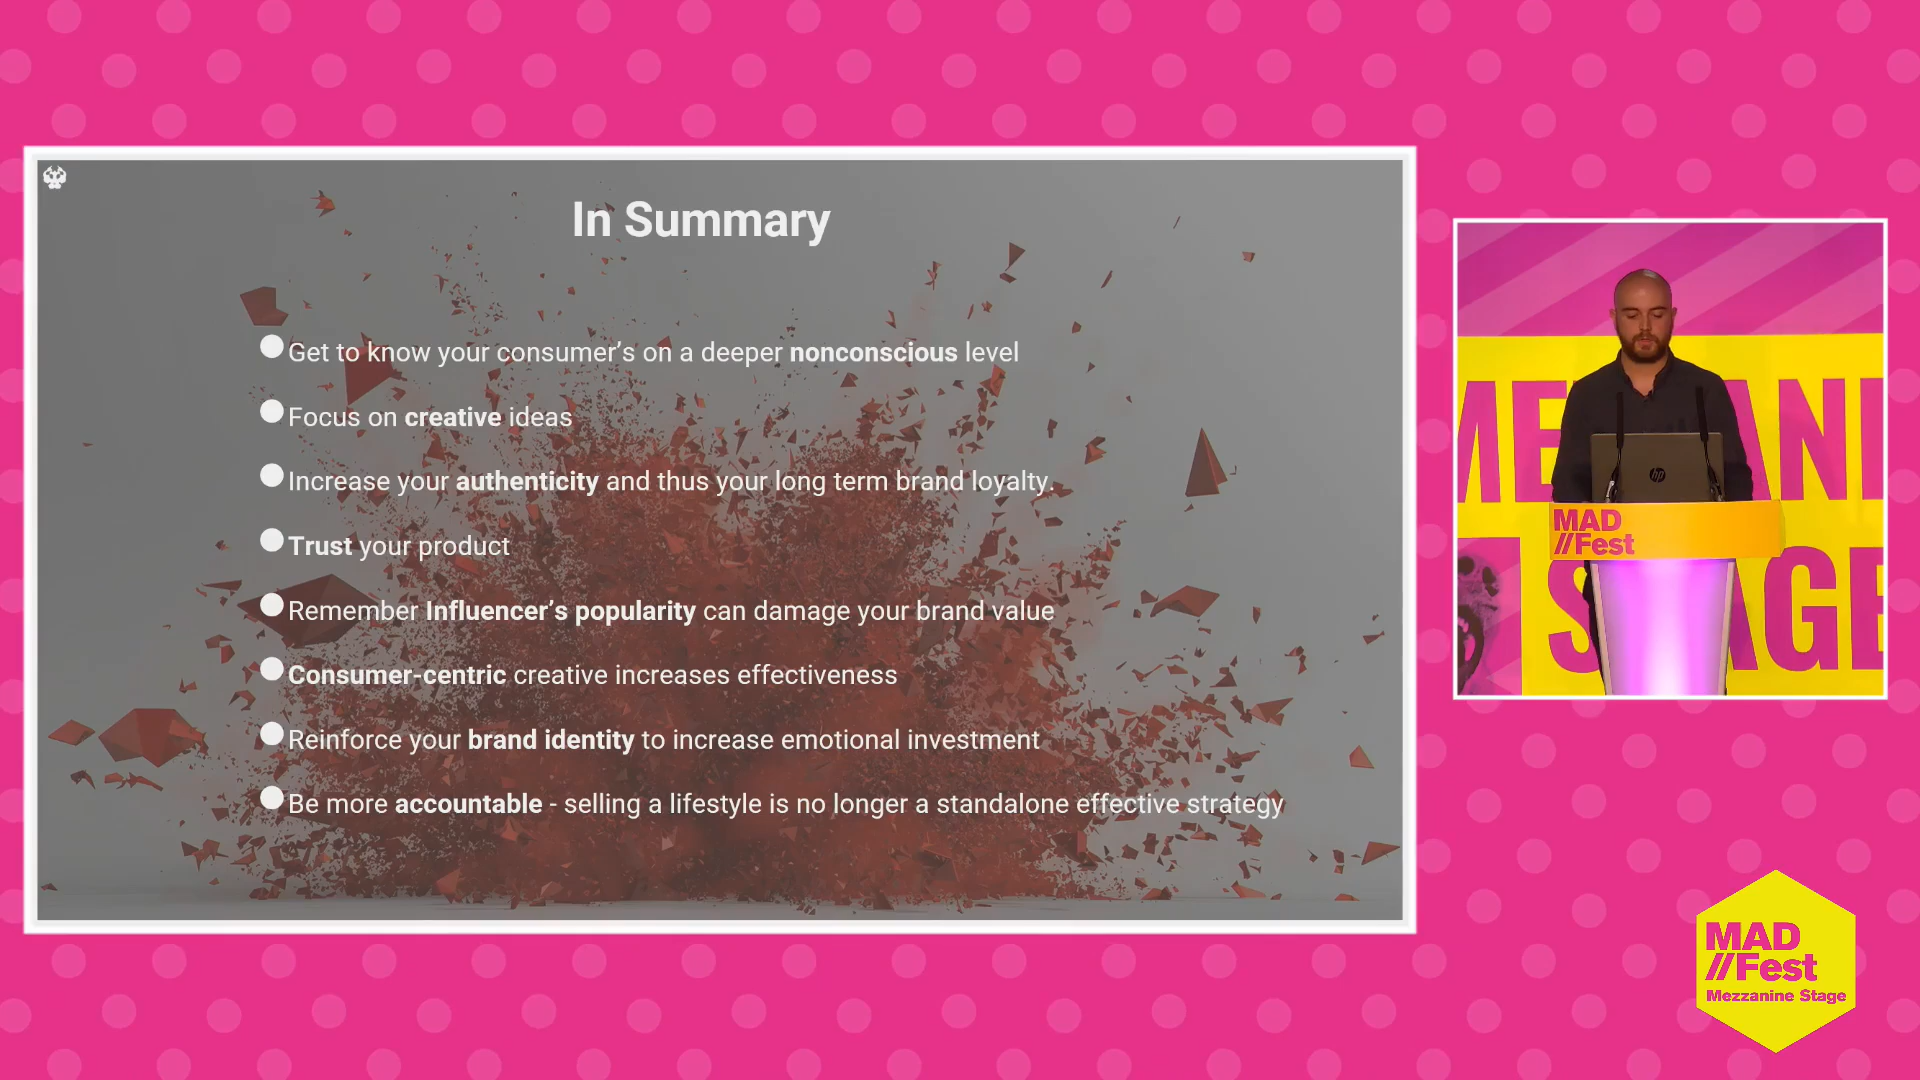 In Summary
Get to know your consumer’s on a deeper nonconscious level
Focus on creative ideas
Increase your authenticity and thus your long term brand loyalty.
Trust your product
Remember Influencer’s popularity can damage your brand value
Consumer-centric creative increases effectiveness
Reinforce your brand identity to increase emotional investment
Be more accountable - selling a lifestyle is no longer a standalone effective strategy
hp
MAD
//Fest
MAD
//Fest
Mezzanine Stage